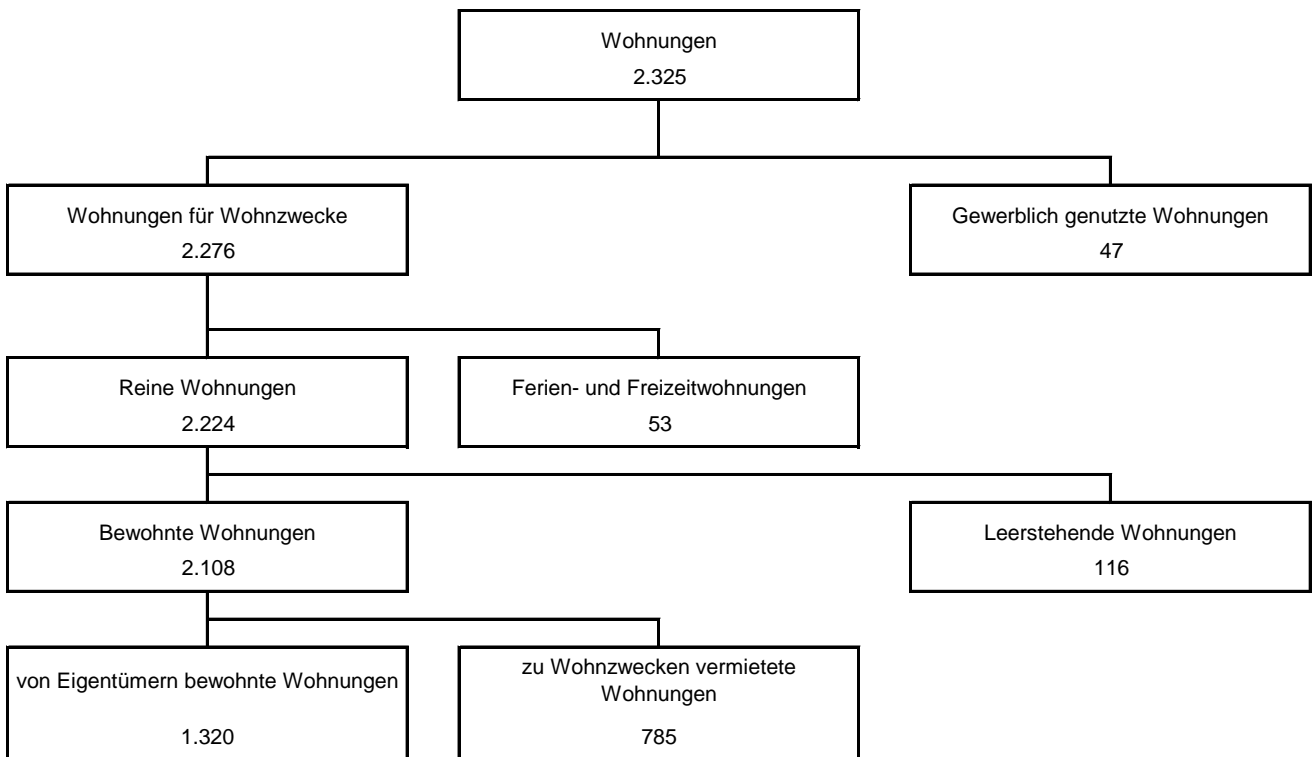 Wohnungen
2.325
Wohnungen für Wohnzwecke
2.276
Gewerblich genutzte Wohnungen
47
Reine Wohnungen
2.224
Ferien- und Freizeitwohnungen
53
Bewohnte Wohnungen
2.108
Leerstehende Wohnungen
116
von Eigentümern bewohnte Wohnungen
1.320
zu Wohnzwecken vermietete
Wohnungen
785